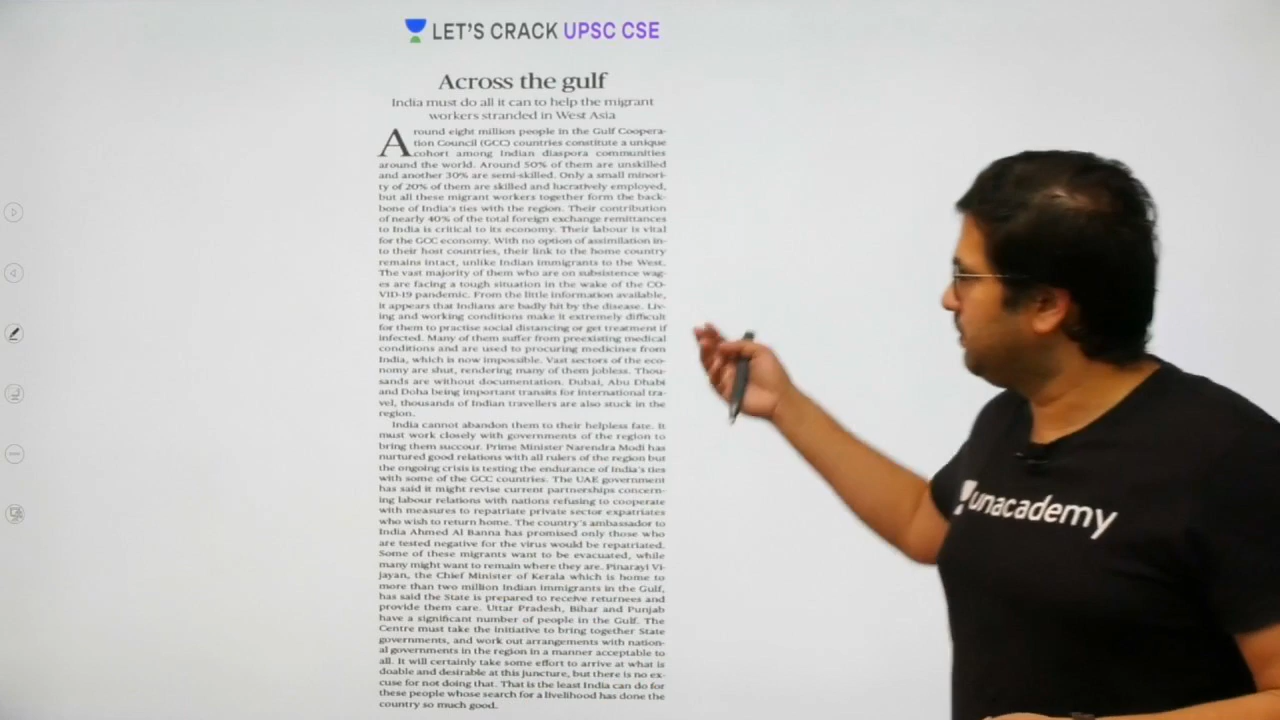 LET'S CRACK UPSC CSE
Across the gulf
India must do all it can to help the migrant
workers stranded in West Asia
Around eight million people in the Gulf Coopera-
tion Council (GCC) countries constitute a unique
cohort among Indian diaspora communities
around the world. Around 50% of them are unskilled
and another 30% are semi-skilled. Only a small minori-
ty of 20% of them are skilled and lucratively employed,
but all these migrant workers together form the back-
bone of India's ties with the region. Their contribution
of nearly 40% of the total foreign exchange remittances
to India is critical to its economy. Their labour is vital
for the GCC economy. With no option of assimilation in-
to their host countries, their link to the home country
remains intact, unlike Indian immigrants to the West.
The vast majority of them who are on subsistence wag-
es are facing a tough situation in the wake of the CO-
VID-19 pandemic. From the little information available,
it appears that Indians are badly hit by the disease. Liv-
ing and working conditions make it extremely difficult
for them to practise social distancing or get treatment if
infected. Many of them suffer from preexisting medical
conditions and are used to procuring medicines from
India, which is now impossible. Vast sectors of the eco-
nomy are shut, rendering many of them jobless. Thou-
sands are without documentation. Dubai, Abu Dhabi
and Doha being important transits for international tra-
vel, thousands of Indian travellers are also stuck in the
region.
India cannot abandon them to their helpless fate. It
must work closely with governments of the region to
bring them succour. Prime Minister Narendra Modi has
nurtured good relations with all rulers of the region but
the ongoing crisis is testing the endurance of India's ties
with some of the GCC countries. The UAE government
has said it might revise current partnerships concern-
ing labour relations with nations refusing to cooperate
with measures to repatriate private sector expatriates
who wish to return home. The country's ambassador to
India Ahmed Al Banna has promised only those who
are tested negative for the virus would be repatriated.
Some of these migrants want to be evacuated, while
many might want to remain where they are. Pinarayi Vi-
jayan, the Chief Minister of Kerala which is home to
more than two million Indian immigrants in the Gulf,
has said the State is prepared to receive returnees and
provide them care. Uttar Pradesh, Bihar and Punjab
have a significant number of people in the Gulf. The
Centre must take the initiative to bring together State
governments, and work out arrangements with nation-
al governments in the region in a manner acceptable to
all. It will certainly take some effort to arrive at what is
doable and desirable at this juncture, but there is no ex-
cuse for not doing that. That is the least India can do for
these people whose search for a livelihood has done the
country so much good.
unacademy